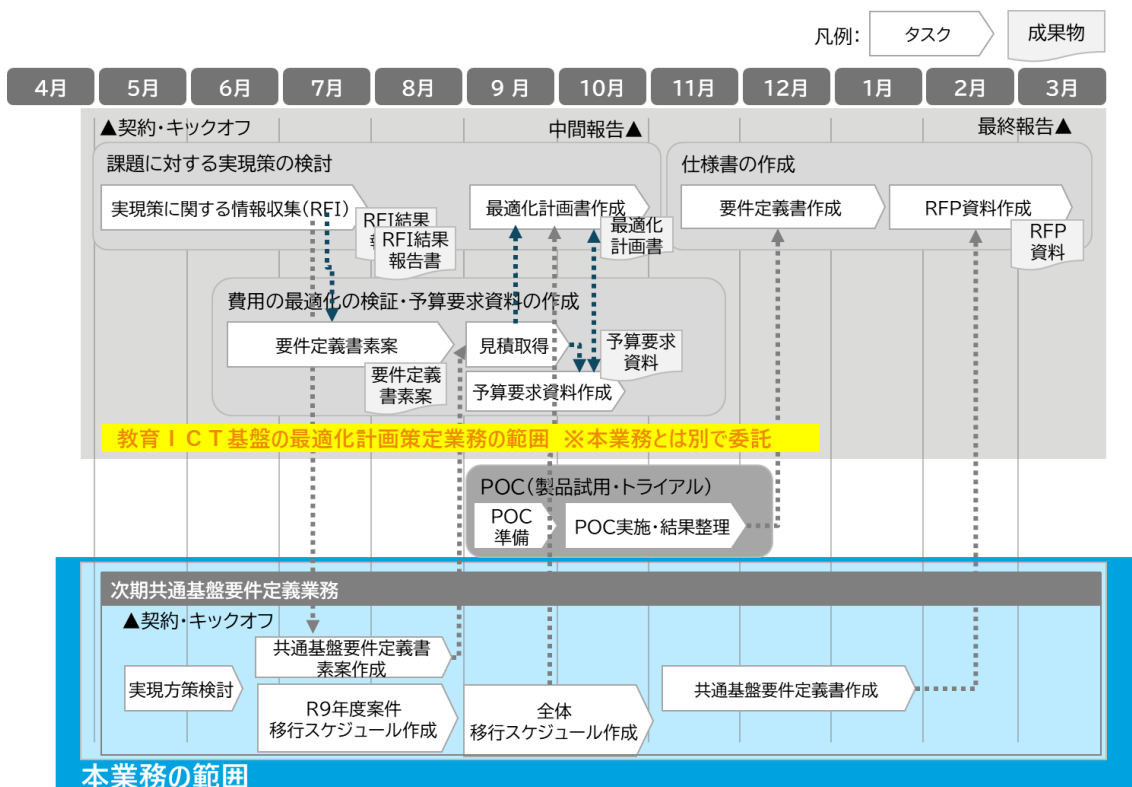 凡例：
タスク
成果物
4月
5月
6月
7月
8月
9 月
10月
11月
12月
1月
2月
3月
▲契約・キックオフ
中間報告▲
最終報告▲
課題に対する実現策の検討
仕様書の作成
実現策に関する情報収集(RFI)
RFI結果
RFI結果
報告書
最適化計画書作成
最適化
計画書
要件定義書作成
RFP資料作成
RFP
資料
費用の最適化の検証・予算要求資料の作成
要件定義書素案
要件定義
書素案
見積取得
予算要求
資料
予算要求資料作成
教育ＩＣＴ基盤の最適化計画策定業務の範囲 ※本業務とは別で委託
POC(製品試用・トライアル)
POC
準備
POC実施・結果整理
次期共通基盤要件定義業務
▲契約・キックオフ
実現方策検討
共通基盤要件定義書
素案作成
R9年度案件
移行スケジュール作成
全体
移行スケジュール作成
共通基盤要件定義書作成
本業務の範囲